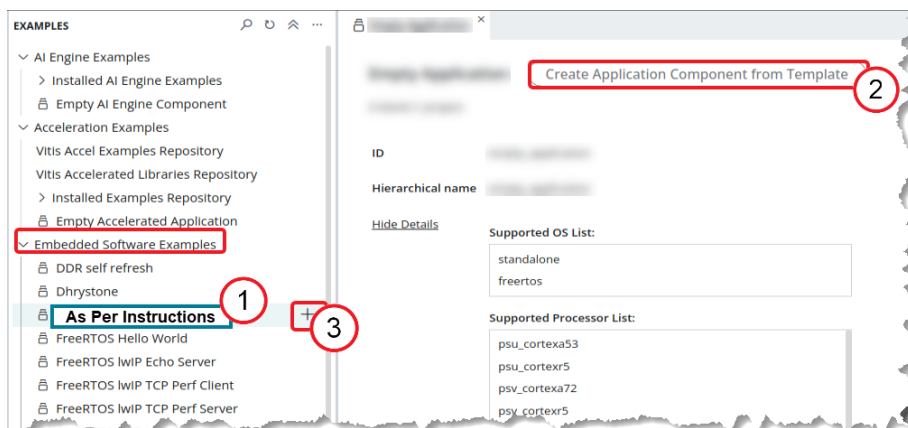 EXAMPLES
AI Engine Examples
Installed AI Engine Examples
Empty AI Engine Component
Acceleration Examples
Vitis Accel Examples Repository
Vitis Accelerated Libraries Repository
Installed Examples Repository
Empty Accelerated Application
Embedded Software Examples
DDR self refresh
Dhrystone
As Per Instructions
1
3
FreeRTOS Hello World
FreeRTOS lwIP Echo Server
FreeRTOS lwIP TCP Perf Client
FreeRTOS lwIP TCP Perf Server
Create Application Component from Template
2
ID
Hierarchical name
Hide Details
Supported OS List:
standalone
freertos
Supported Processor List:
psu_cortexa53
psu_cortexr5
psv_cortexa72
psv_cortexr5